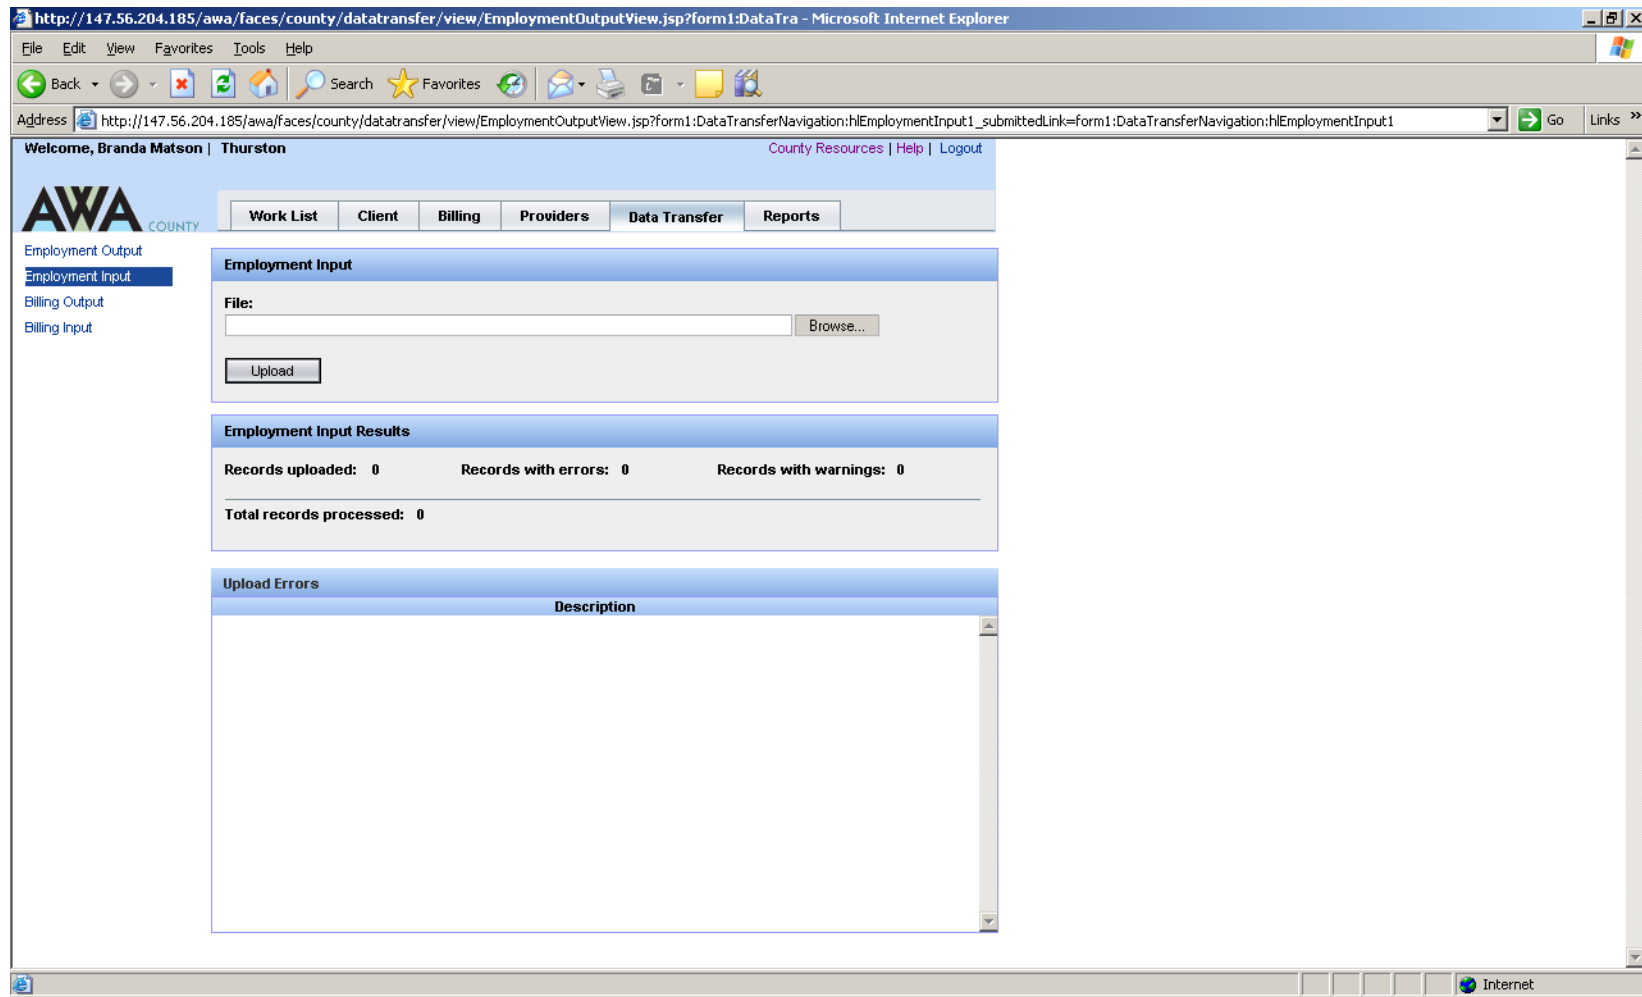 http://147.56.204.185/awa/faces/county/datatransfer/view/EmploymentOutputView.jsp?form1:DataTra - Microsoft Internet Explorer
File Edit View Favorites Tools Help
Back Search Favorites
Address http://147.56.204.185/awa/faces/county/datatransfer/view/EmploymentOutputView.jsp?form1:DataTransferNavigation:hlEmploymentInput1_submittedLink=form1:DataTransferNavigation:hlEmploymentInput1 Go Links »
Welcome, Branda Matson | Thurston County Resources | Help | Logout
AWA COUNTY
Work List Client Billing Providers Data Transfer Reports
Employment Output
Employment Input
Billing Output
Billing Input
Employment Input
File:
Browse...
Upload
Employment Input Results
Records uploaded: 0 Records with errors: 0 Records with warnings: 0
Total records processed: 0
Upload Errors
Description
Internet